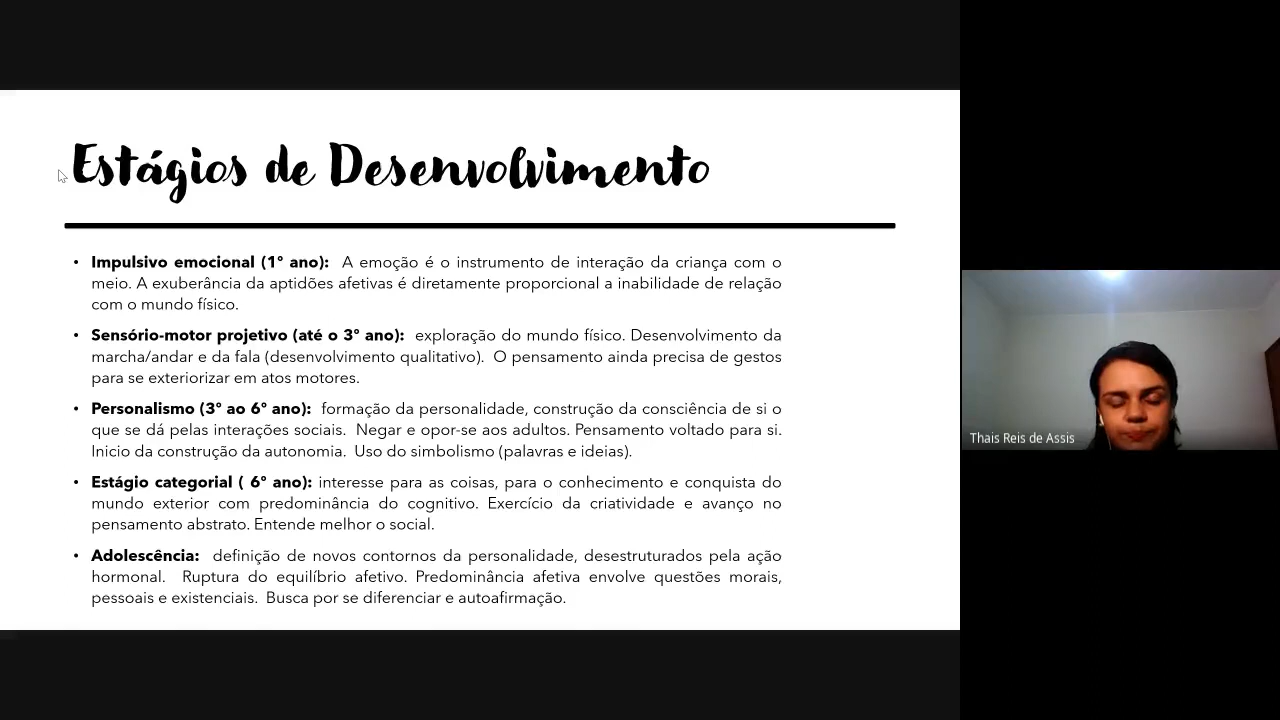 Estágios de Desenvolvimento
• Impulsivo emocional (1º ano): A emoção é o instrumento de interação da criança com o
meio. A exuberância da aptidões afetivas é diretamente proporcional a inabilidade de relação
com o mundo físico.
• Sensório-motor projetivo (até o 3º ano): exploração do mundo físico. Desenvolvimento da
marcha/andar e da fala (desenvolvimento qualitativo). O pensamento ainda precisa de gestos
para se exteriorizar em atos motores.
• Personalismo (3º ao 6º ano): formação da personalidade, construção da consciência de si o
que se dá pelas interações sociais. Negar e opor-se aos adultos. Pensamento voltado para si.
Inicio da construção da autonomia. Uso do simbolismo (palavras e ideias).
• Estágio categorial ( 6º ano): interesse para as coisas, para o conhecimento e conquista do
mundo exterior com predominância do cognitivo. Exercício da criatividade e avanço no
pensamento abstrato. Entende melhor o social.
• Adolescência: definição de novos contornos da personalidade, desestruturados pela ação
hormonal. Ruptura do equilíbrio afetivo. Predominância afetiva envolve questões morais,
pessoais e existenciais. Busca por se diferenciar e autoafirmação.
Thais Reis de Assis